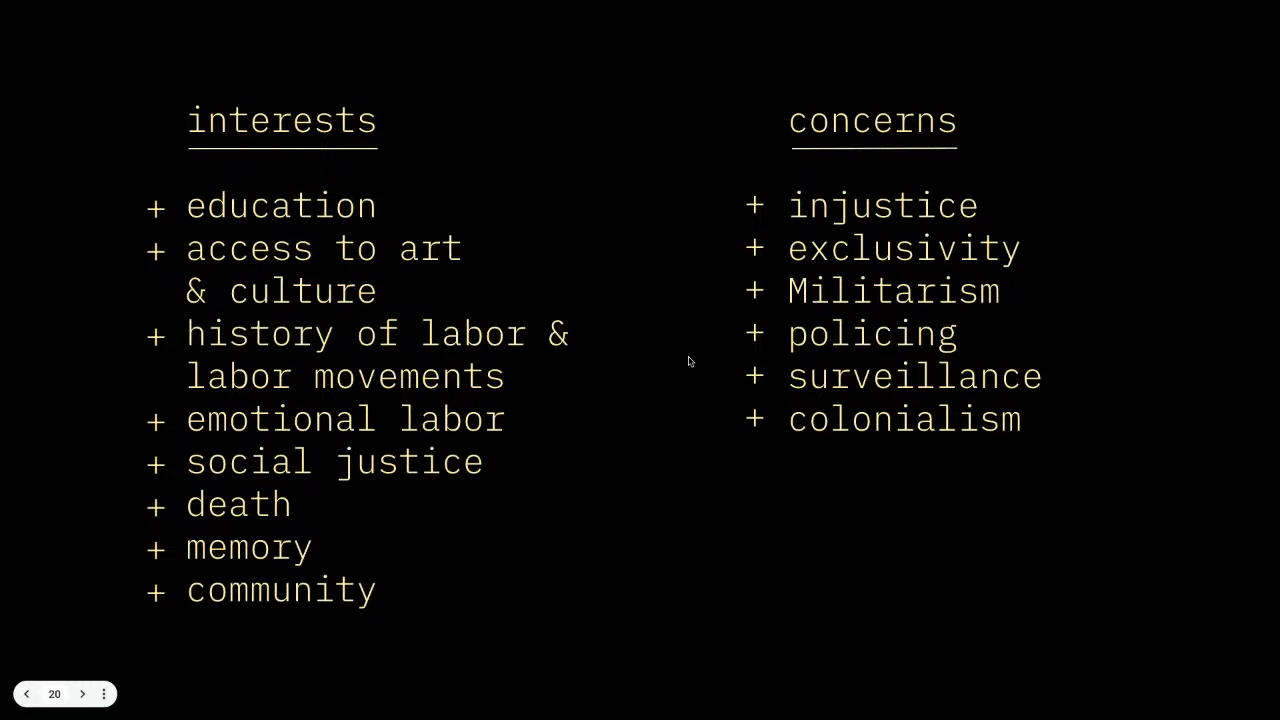 interests
+ education
+ access to art
& culture
+ history of labor &
labor movements
+ emotional labor
+ social justice
+ death
+ memory
+ community
concerns
+ injustice
+ exclusivity
+ Militarism
+ policing
+ surveillance
+ colonialism
20